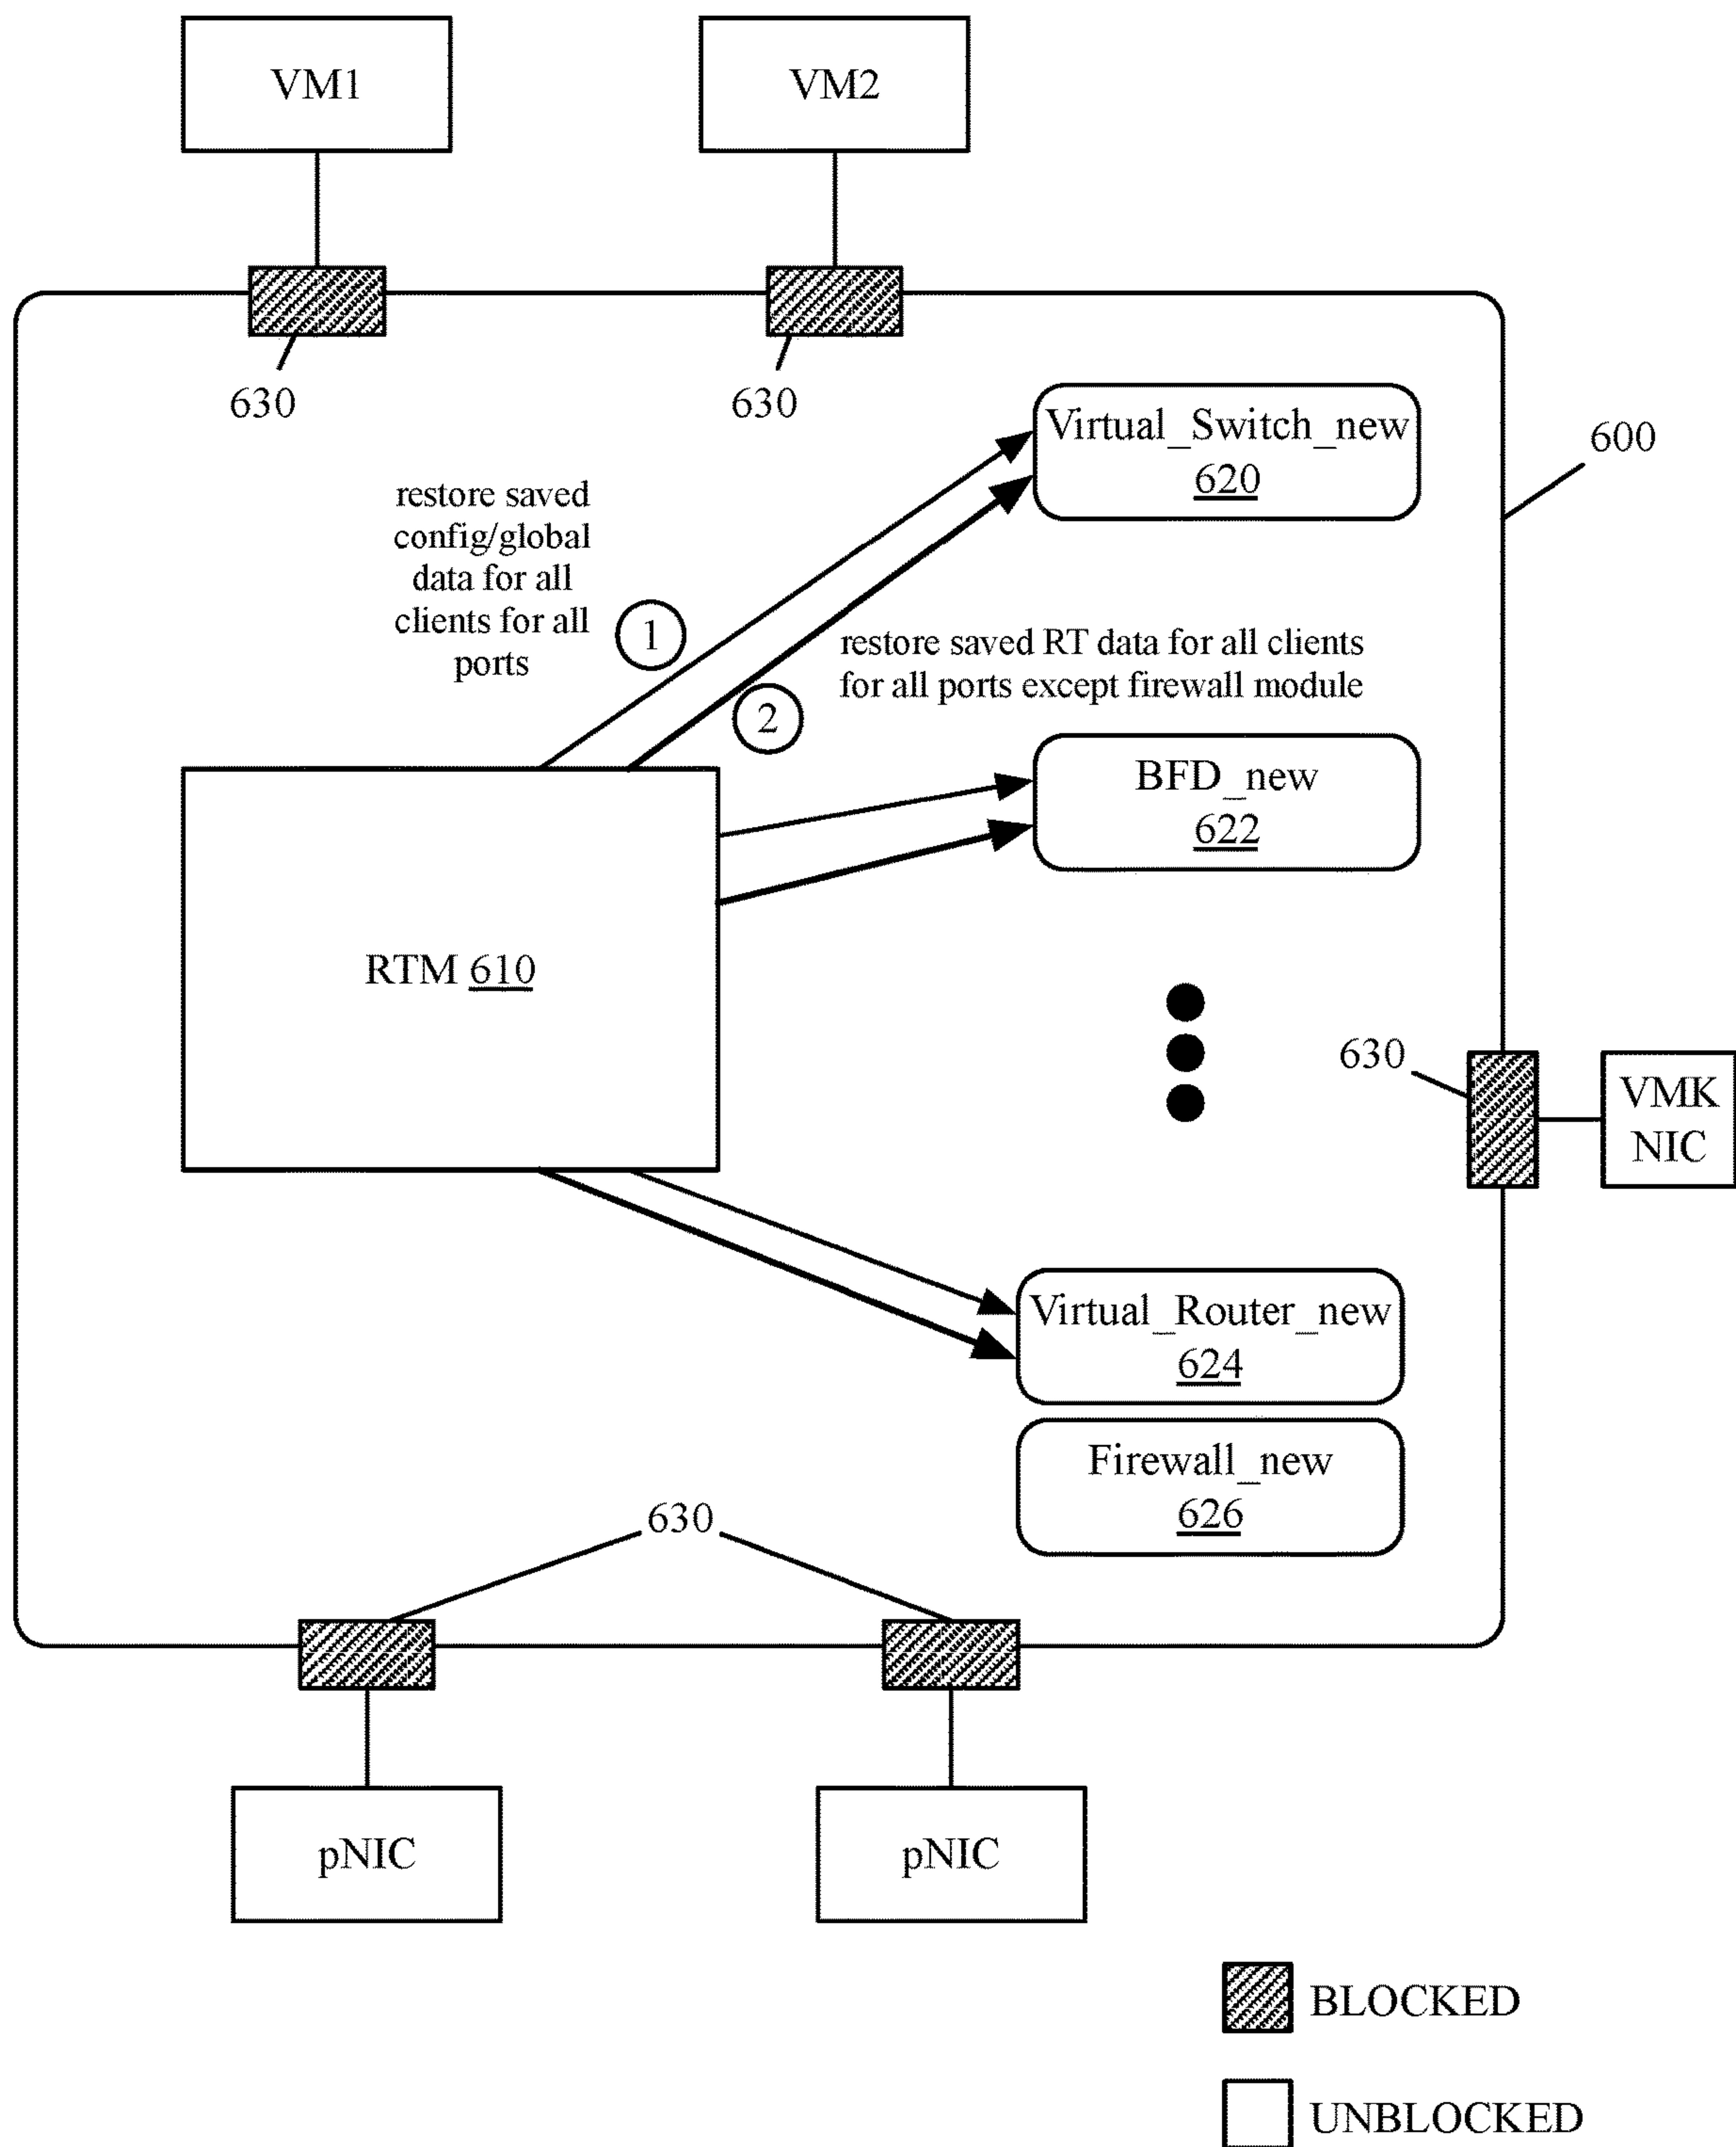 VM1
VM2
630
630
Virtual_Switch_new
620
600
restore saved
config/global
data for all
clients for all
ports
1
restore saved RT data for all clients
for all ports except firewall module
2
BFD_new
622
RTM 610
630
VMK
NIC
Virtual_Router_new
624
Firewall_new
626
630
pNIC
pNIC
BLOCKED
UNBLOCKED